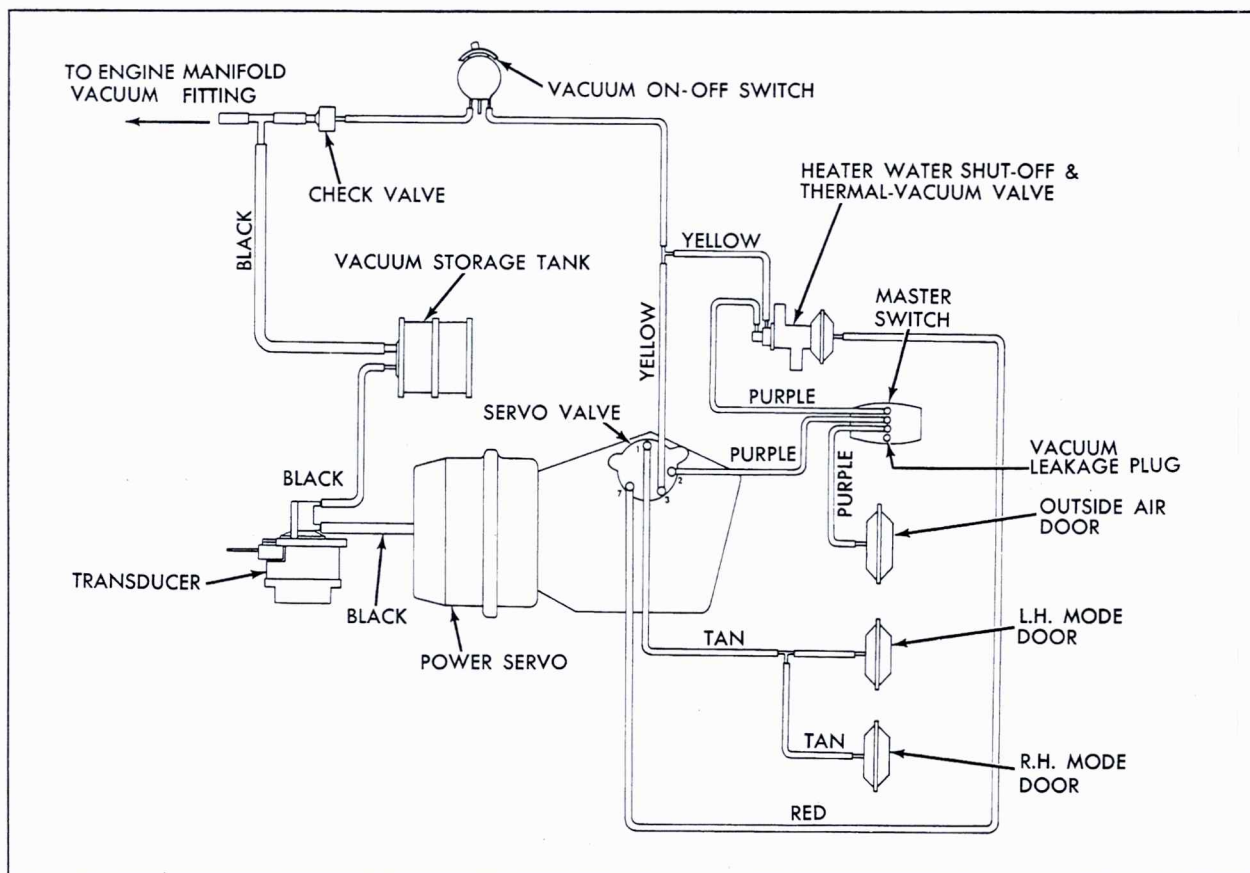 TO ENGINE MANIFOLD
VACUUM FITTING
VACUUM ON-OFF SWITCH
CHECK VALVE
HEATER WATER SHUT-OFF &
THERMAL-VACUUM VALVE
BLACK
YELLOW
VACUUM STORAGE TANK
MASTER
SWITCH
YELLOW
PURPLE
SERVO VALVE
1
2
3
7
PURPLE
VACUUM
LEAKAGE PLUG
BLACK
PURPLE
OUTSIDE AIR
DOOR
TRANSDUCER
BLACK
L.H. MODE
DOOR
TAN
POWER SERVO
TAN
R.H. MODE
DOOR
RED